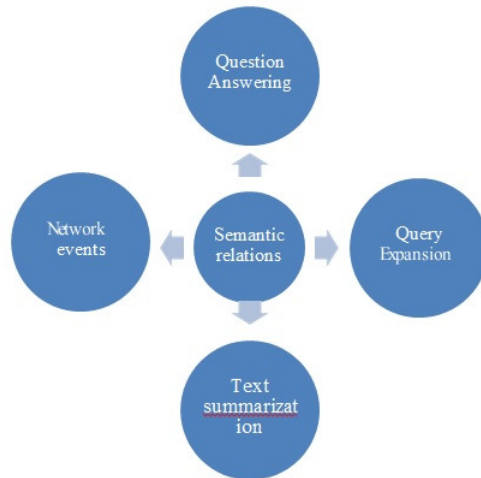 Question
Answering
Network
events
Semantic
relations
Query
Expansion
Text
summarizat
ion